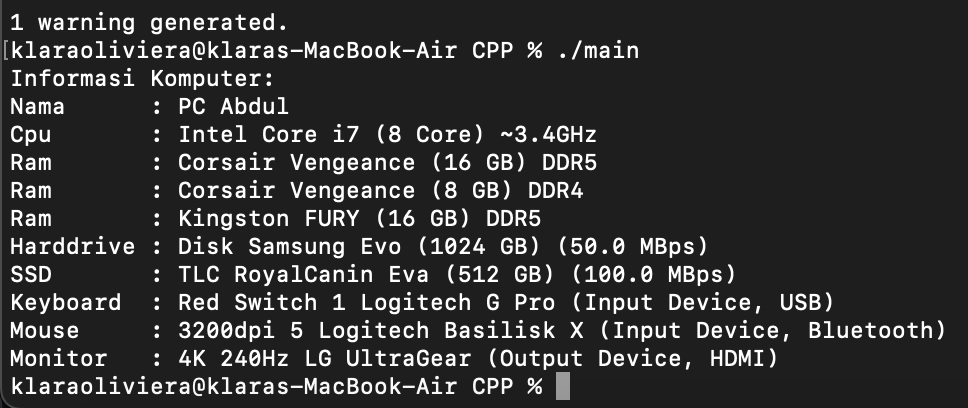 1 warning generated.
[klaraoliviera@klaras-MacBook-Air CPP % ./main
Informasi Komputer:
Nama      : PC Abdul
Cpu       : Intel Core i7 (8 Core) ~3.4GHz
Ram       : Corsair Vengeance (16 GB) DDR5
Ram       : Corsair Vengeance (8 GB) DDR4
Ram       : Kingston FURY (16 GB) DDR5
Harddrive : Disk Samsung Evo (1024 GB) (50.0 MBps)
SSD       : TLC RoyalCanin Eva (512 GB) (100.0 MBps)
Keyboard  : Red Switch 1 Logitech G Pro (Input Device, USB)
Mouse     : 3200dpi 5 Logitech Basilisk X (Input Device, Bluetooth)
Monitor   : 4K 240Hz LG UltraGear (Output Device, HDMI)
klaraoliviera@klaras-MacBook-Air CPP %